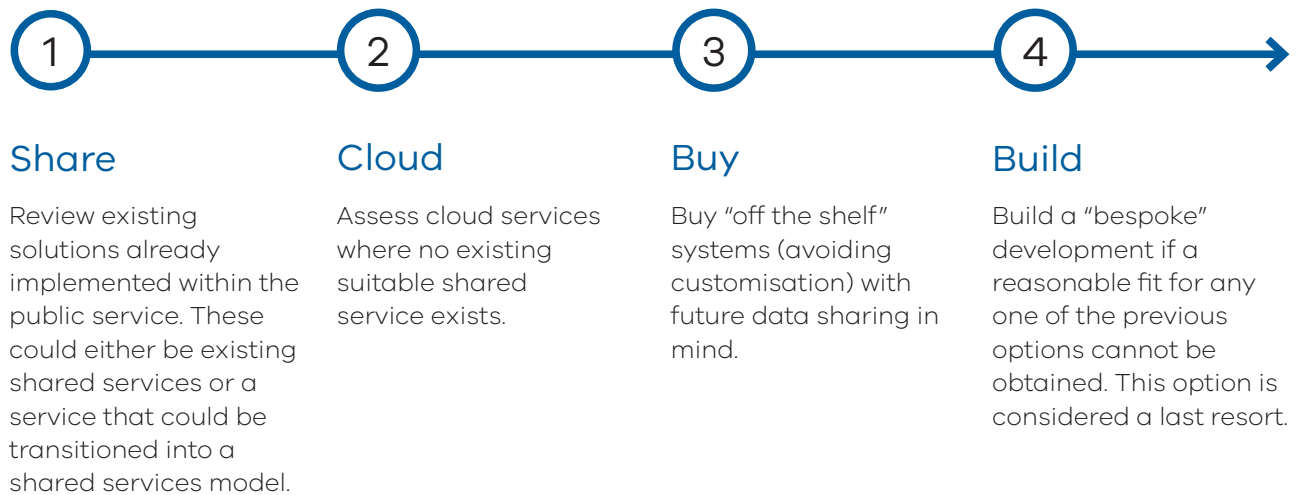 1
2
3
4
Share
Review existing
solutions already
implemented within the
public service. These
could either be existing
shared services or a
service that could be
transitioned into a
shared services model.
Cloud
Assess cloud services
where no existing
suitable shared
service exists.
Buy
Buy “off the shelf”
systems (avoiding
customisation) with
future data sharing in
mind.
Build
Build a “bespoke”
development if a
reasonable fit for any
one of the previous
options cannot be
obtained. This option is
considered a last resort.